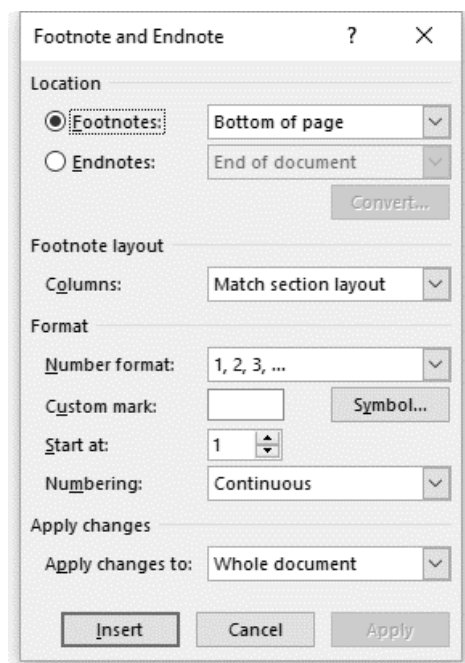 Footnote and Endnote ? ×
Location
Footnotes: Bottom of page
Endnotes: End of document
Convert...
Footnote layout
Columns: Match section layout
Format
Number format: 1, 2, 3, ...
Custom mark: Symbol...
Start at: 1
Numbering: Continuous
Apply changes
Apply changes to: Whole document
Insert Cancel Apply